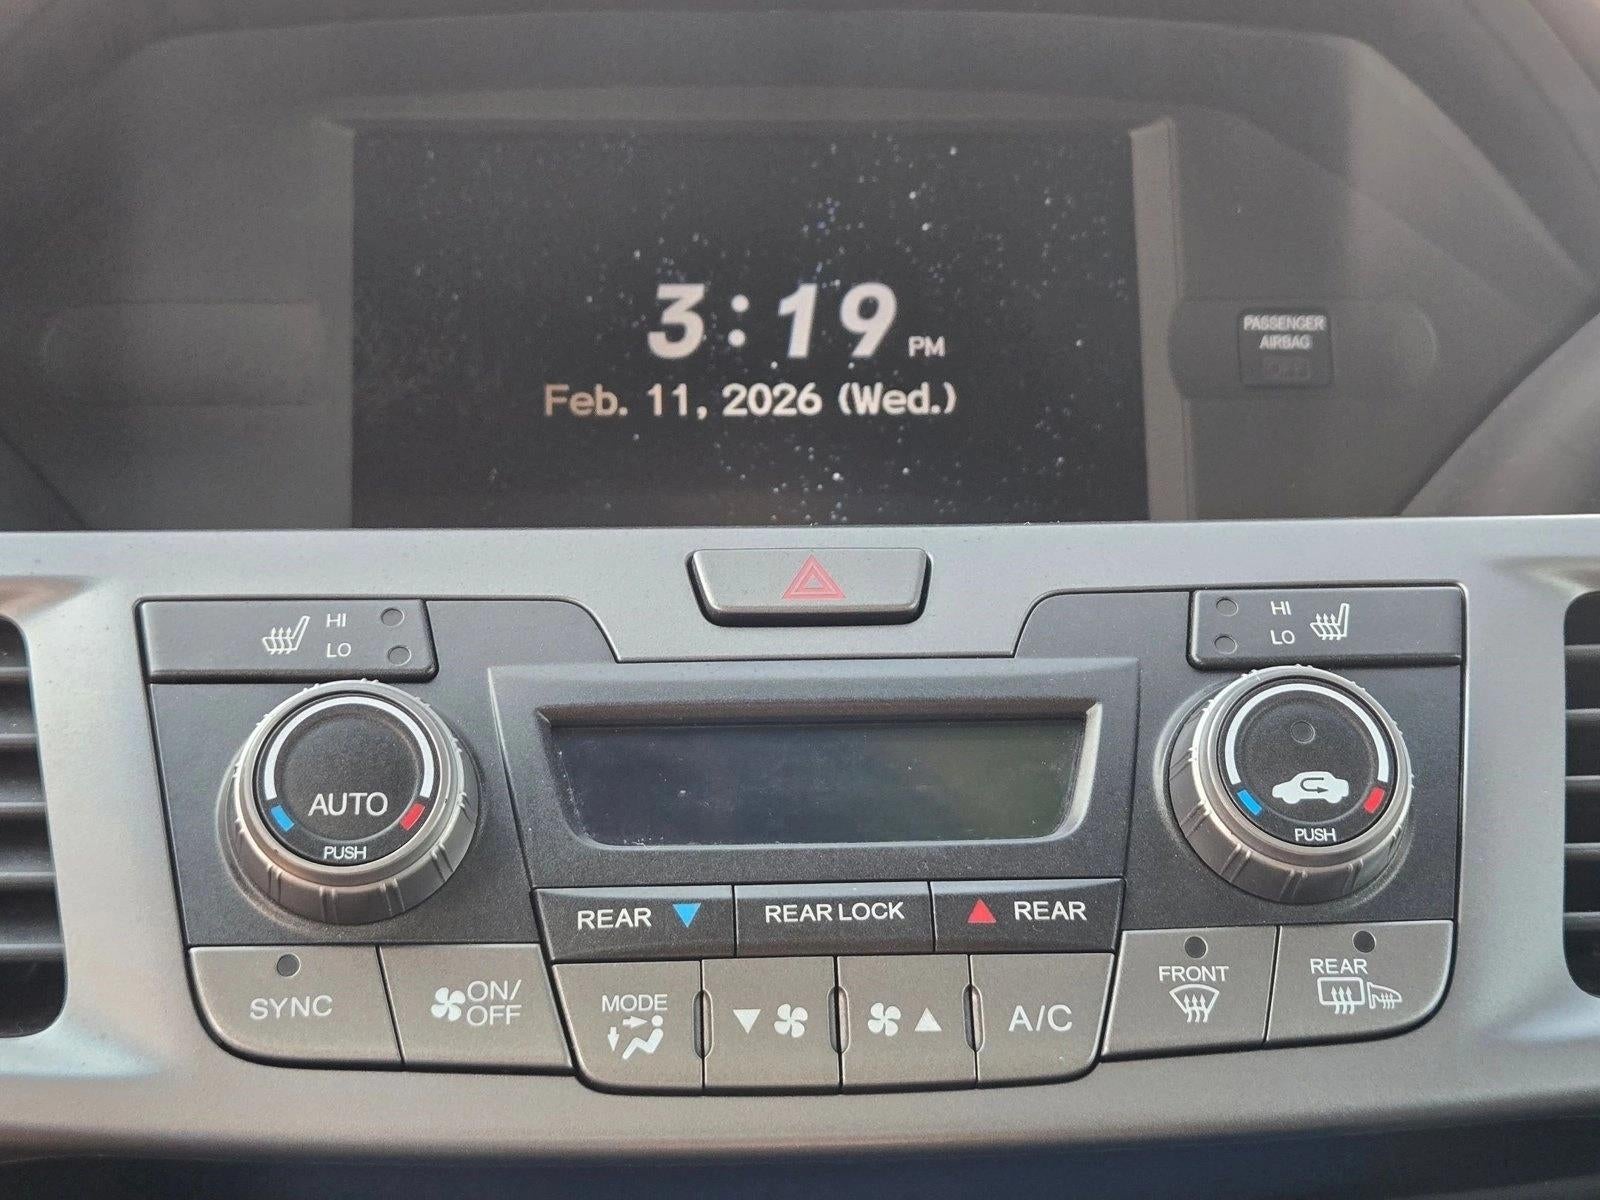 3:19 PM
Feb. 11, 2026 (Wed.)
PASSENGER
AIRBAG
OFF
HI
LO
HI
LO
AUTO
PUSH
PUSH
REAR
REAR LOCK
REAR
SYNC
ON/
OFF
MODE
A/C
FRONT
REAR